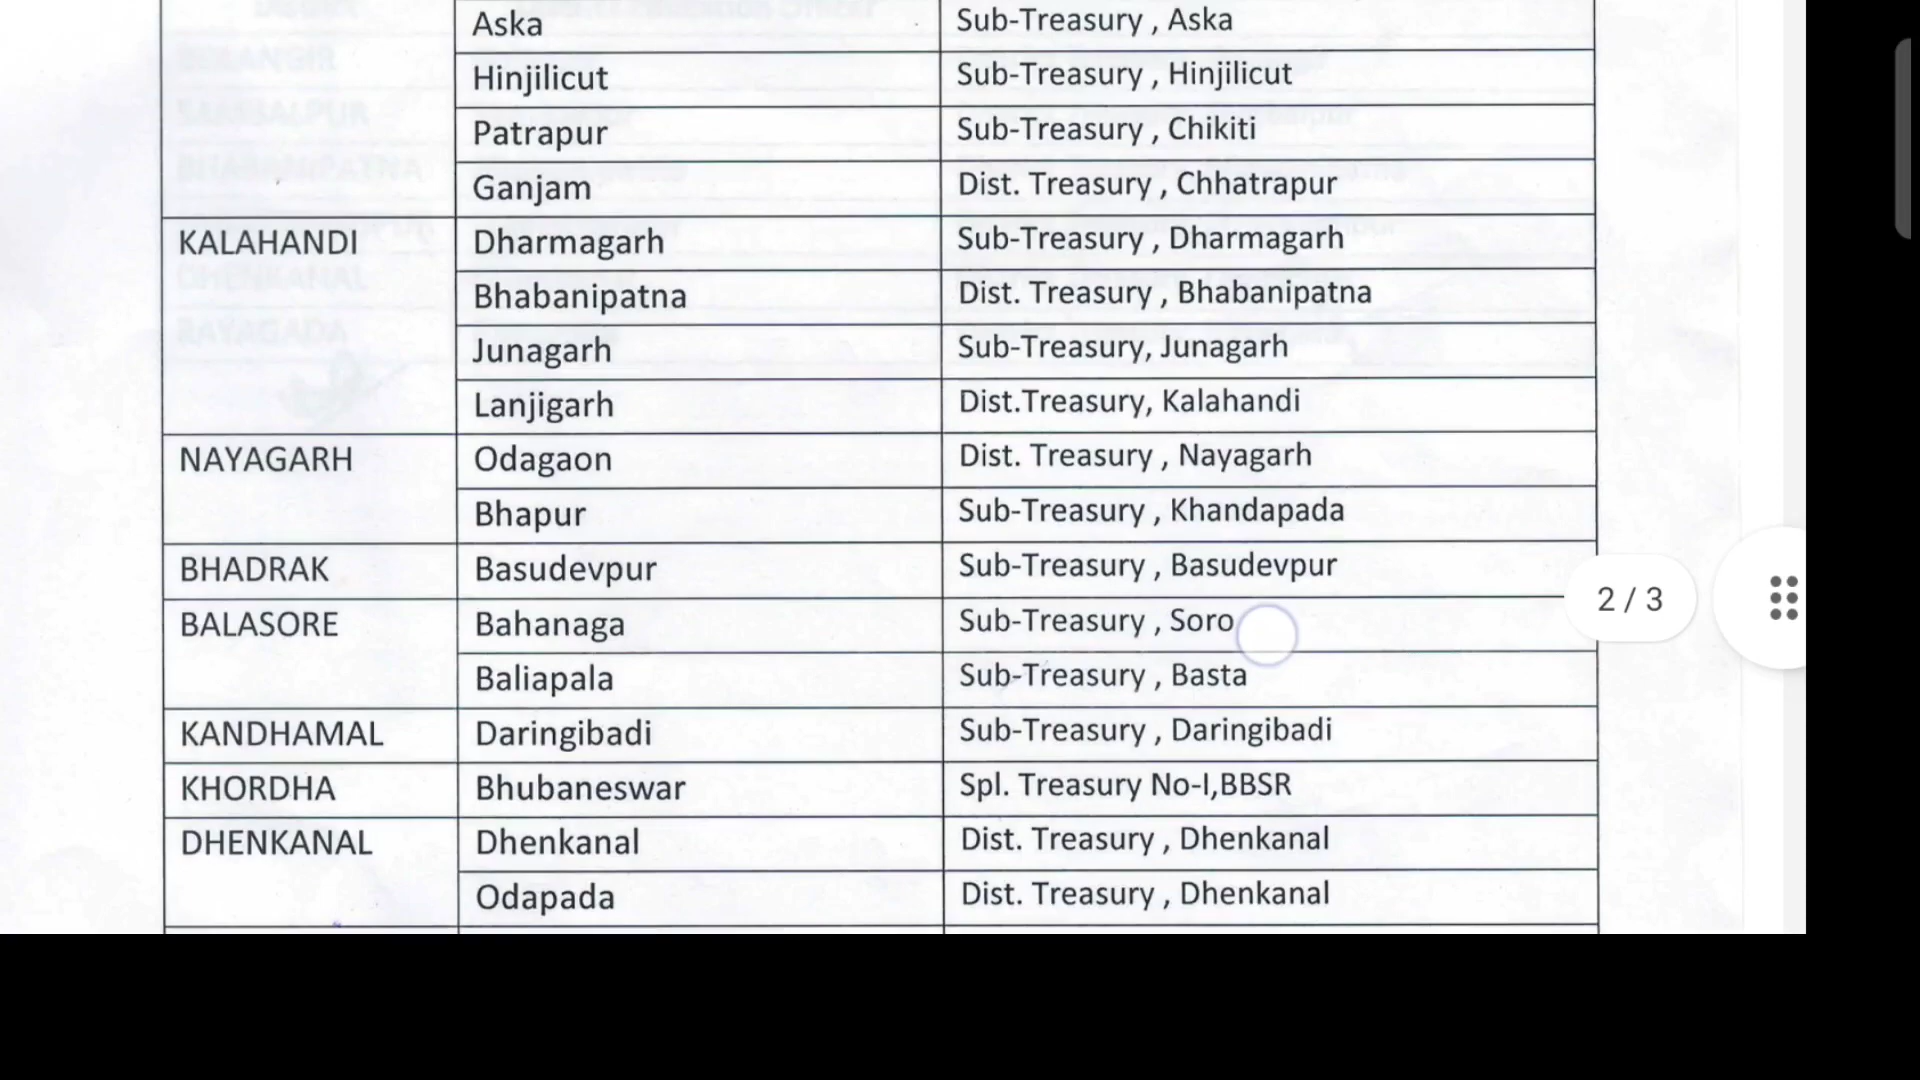 Aska Sub-Treasury , Aska
Hinjilicut Sub-Treasury , Hinjilicut
Patrapur Sub-Treasury , Chikiti
Ganjam Dist. Treasury , Chhatrapur
KALAHANDI Dharmagarh Sub-Treasury , Dharmagarh
Bhabanipatna Dist. Treasury , Bhabanipatna
Junagarh Sub-Treasury, Junagarh
Lanjigarh Dist.Treasury, Kalahandi
NAYAGARH Odagaon Dist. Treasury , Nayagarh
Bhapur Sub-Treasury , Khandapada
BHADRAK Basudevpur Sub-Treasury , Basudevpur
2 / 3
BALASORE Bahanaga Sub-Treasury , Soro
Baliapala Sub-Treasury , Basta
KANDHAMAL Daringibadi Sub-Treasury , Daringibadi
KHORDHA Bhubaneswar Spl. Treasury No-I,BBSR
DHENKANAL Dhenkanal Dist. Treasury , Dhenkanal
Odapada Dist. Treasury , Dhenkanal